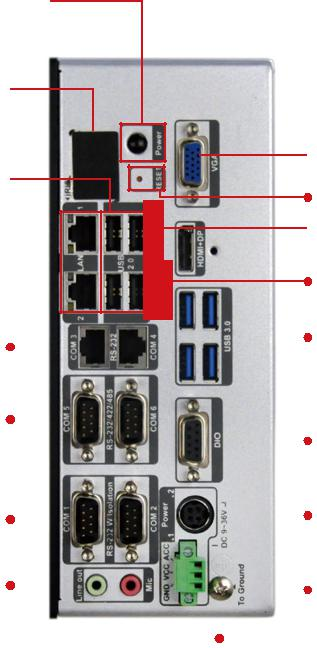 Power
RESET
VGA
LAN
1
2
USB 2.0
HDMI+DP
USB 3.0
COM 3
RS-232
COM 4
COM 5
RS-232/422/485
COM 6
DIO
COM 1
RS-232 W Isolation
COM 2
Power
.1
.2
DC 9~36V
GND VCC ACC
Line out
Mic
To Ground